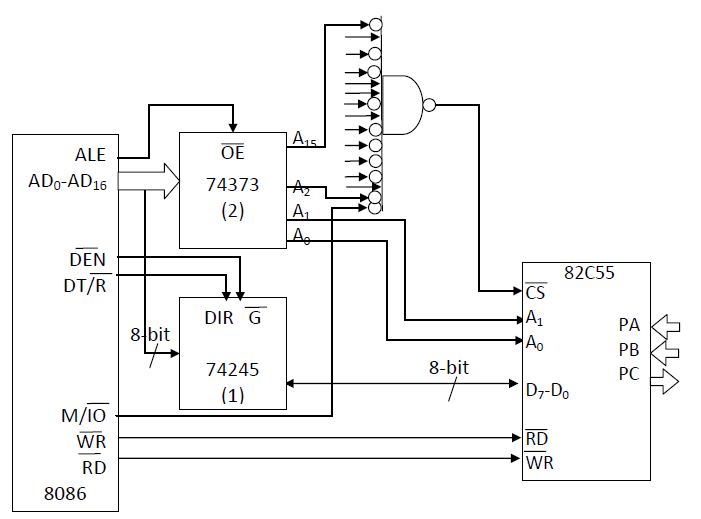 ALE
AD0-AD16
DEN
DT/R
8-bit
M/IO
WR
RD
8086
OE
74373
(2)
A15
A2
A1
A0
DIR G
74245
(1)
8-bit
82C55
CS
A1
A0
D7-D0
RD
WR
PA
PB
PC